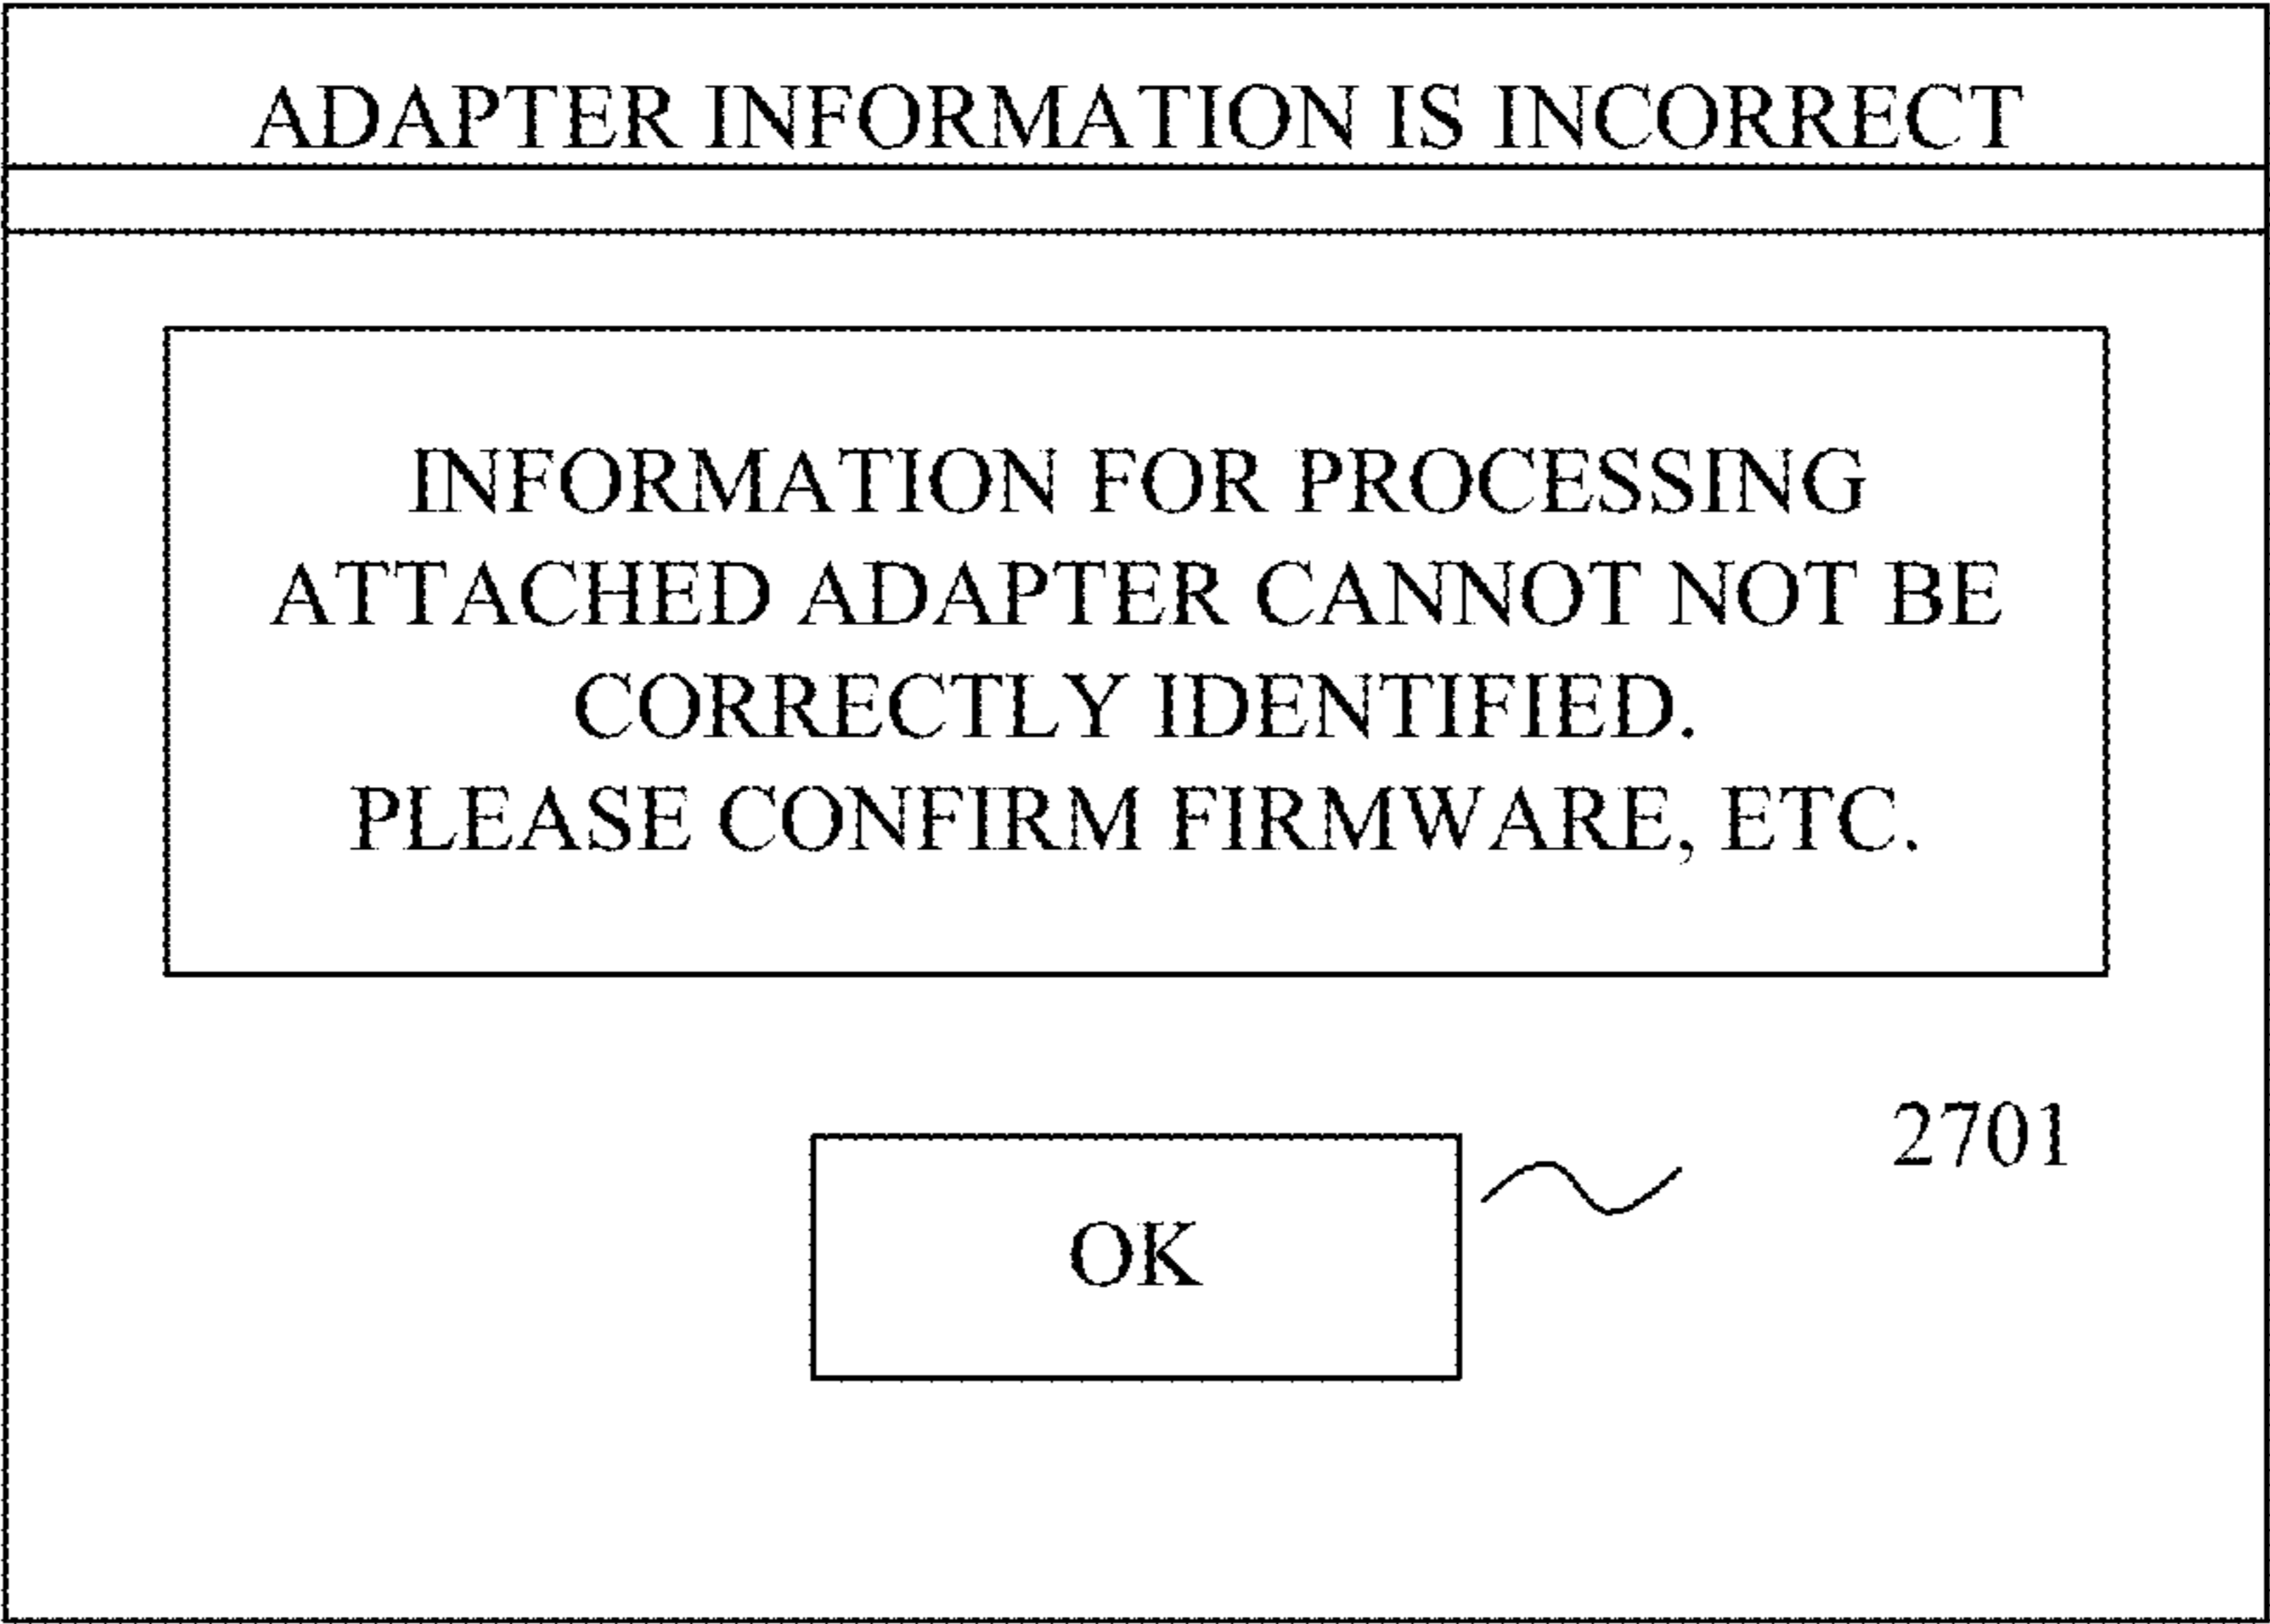 ADAPTER INFORMATION IS INCORRECT
INFORMATION FOR PROCESSING
ATTACHED ADAPTER CANNOT NOT BE
CORRECTLY IDENTIFIED.
PLEASE CONFIRM FIRMWARE, ETC.
2701
OK